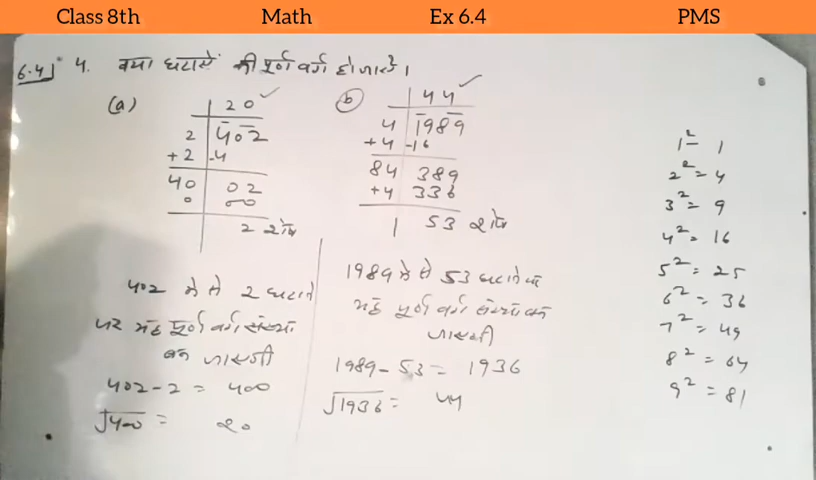 Class 8th Math Ex 6.4 PMS
6.4] 4. क्या घटायें की पूर्ण वर्ग हो जाये।
(a)
20 ✓
2 402
+2 -4
40 02
0 00
2 शेष
402 में से 2 घटाने
पर यह पूर्ण वर्ग संख्या
बन जाएगी
402-2 = 400
√400 = 20
(b)
44 ✓
4 1989
+4 -16
84 389
+4 336
1 53 शेष
1989 में से 53 घटाने पर
यह पूर्ण वर्ग संख्या बन
जाएगी
1989-53= 1936
√1936= 44
1² = 1
2² = 4
3² = 9
4² = 16
5² = 25
6² = 36
7² = 49
8² = 64
9² = 81